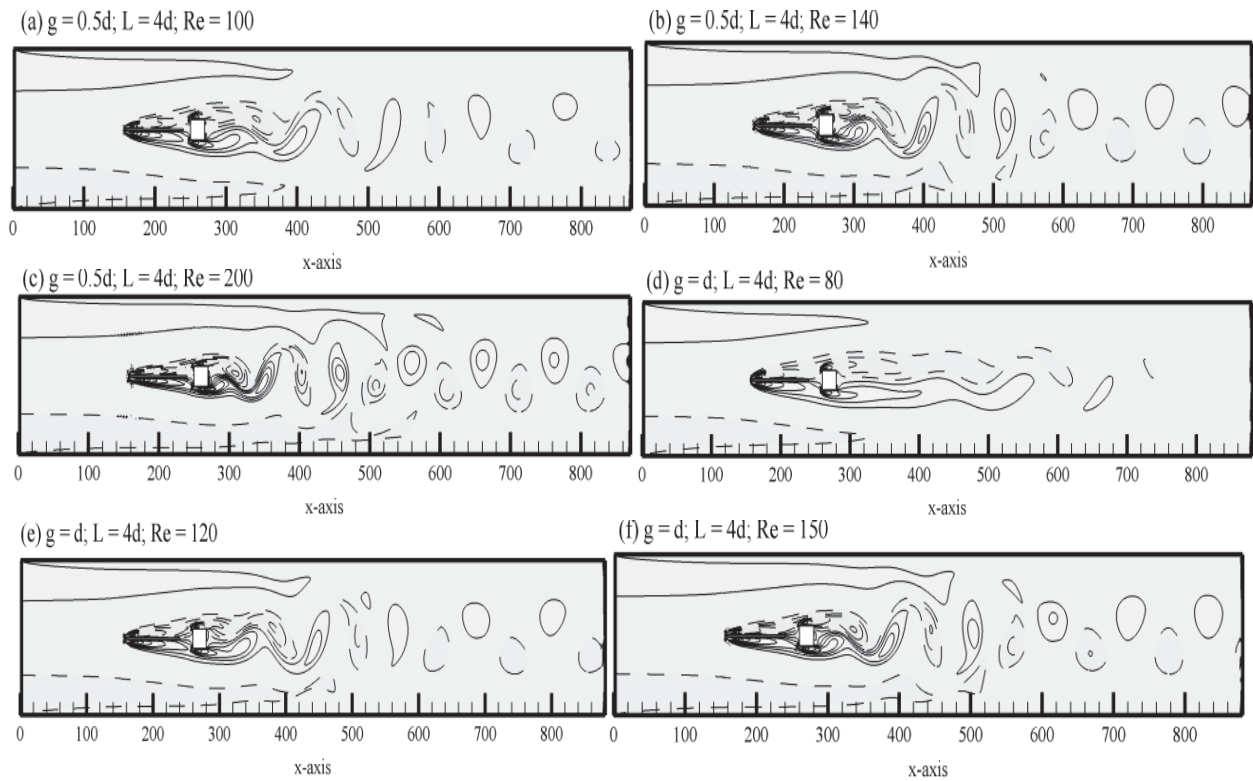 (a) g = 0.5d; L = 4d; Re = 100
(b) g = 0.5d; L = 4d; Re = 140
0 100 200 300 400 500 600 700 800
0 100 200 300 400 500 600 700 800
x-axis
x-axis
(c) g = 0.5d; L = 4d; Re = 200
(d) g = d; L = 4d; Re = 80
0 100 200 300 400 500 600 700 800
0 100 200 300 400 500 600 700 800
x-axis
x-axis
(e) g = d; L = 4d; Re = 120
(f) g = d; L = 4d; Re = 150
0 100 200 300 400 500 600 700 800
0 100 200 300 400 500 600 700 800
x-axis
x-axis